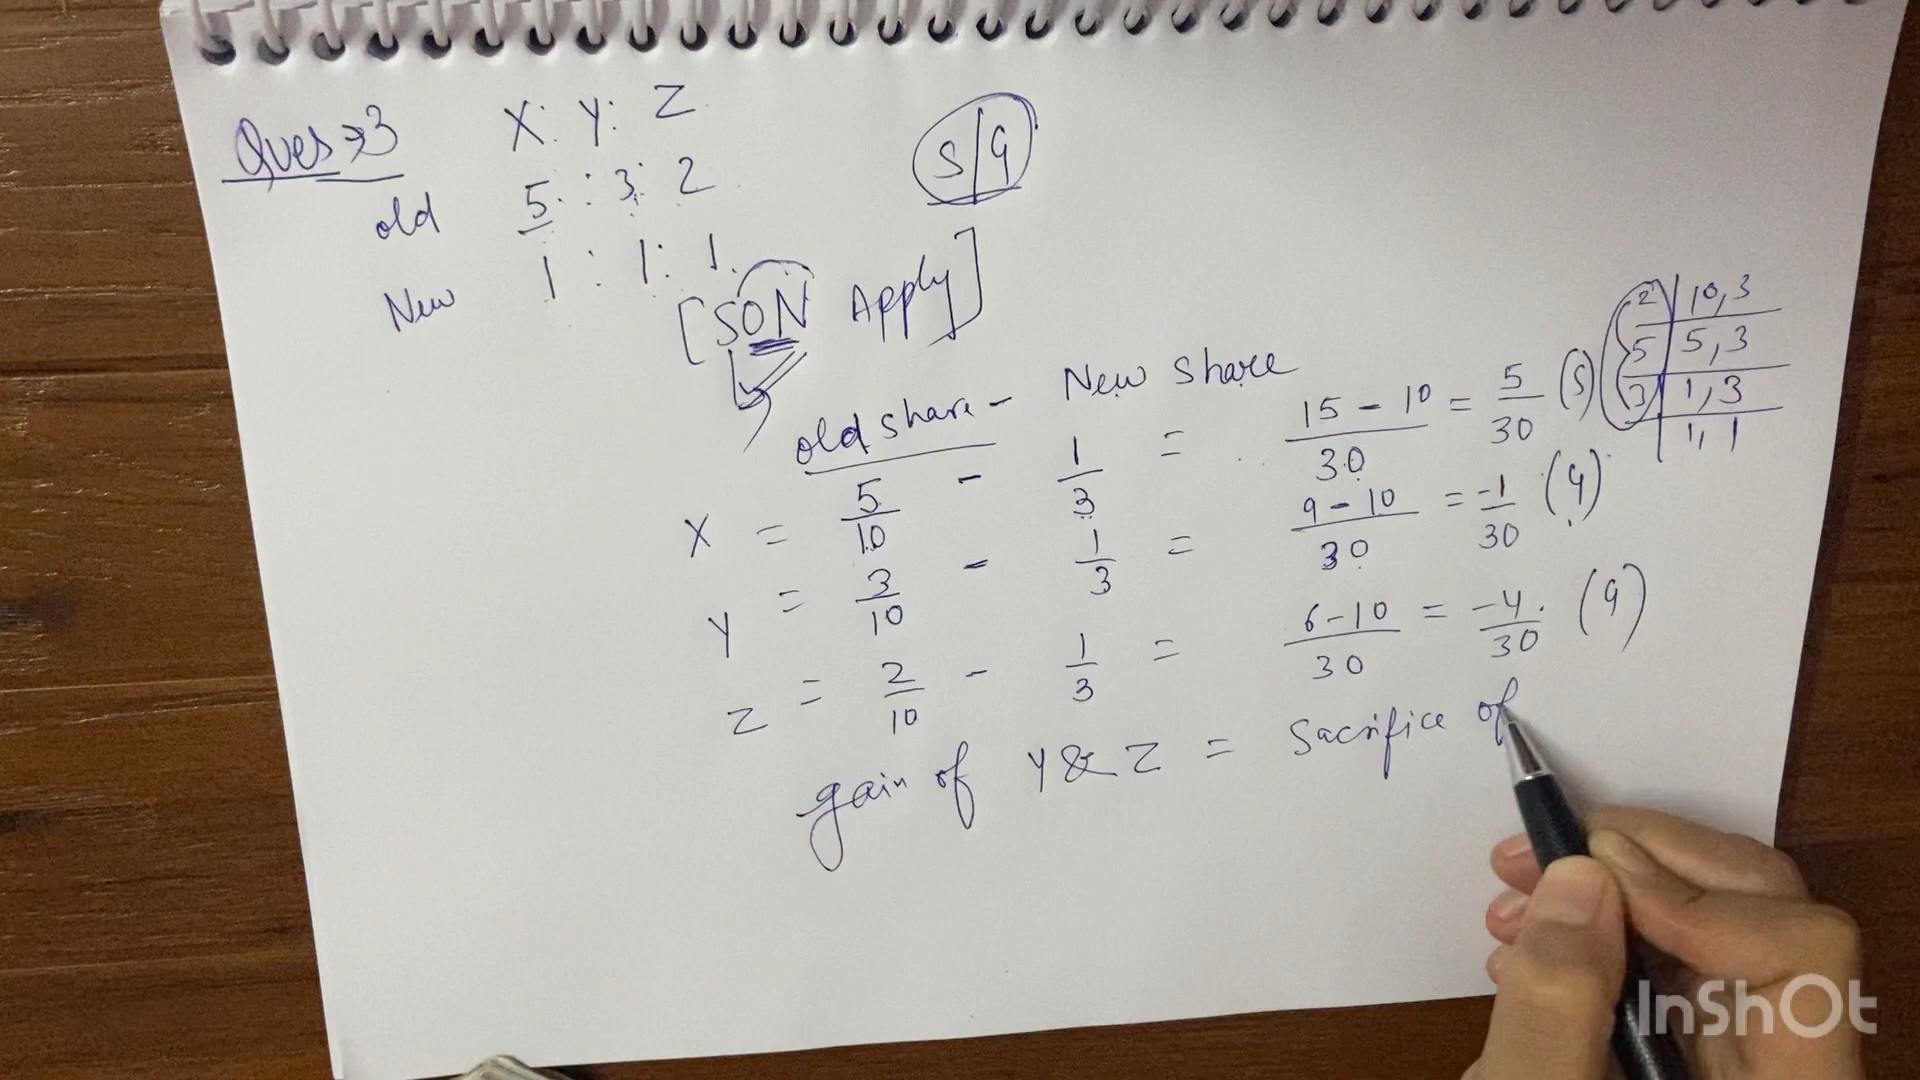 Ques → 3 X : Y : Z
old 5 : 3 : 2
New 1 : 1 : 1
S/G
[SON Apply]
old share - New share
X = 5/10 - 1/3 = 15 - 10/30 = 5/30 (S)
Y = 3/10 - 1/3 = 9 - 10/30 = -1/30 (G)
Z = 2/10 - 1/3 = 6 - 10/30 = -4/30 (G)
gain of Y & Z = Sacrifice of
2 | 10, 3
5 | 5, 3
3 | 1, 3
| 1, 1
InShOt